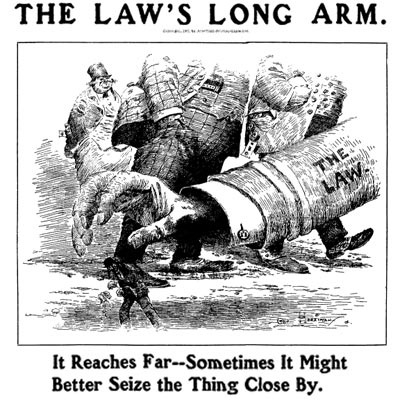 THE LAW'S LONG ARM.
THE
LAW.
It Reaches Far--Sometimes It Might
Better Seize the Thing Close By.